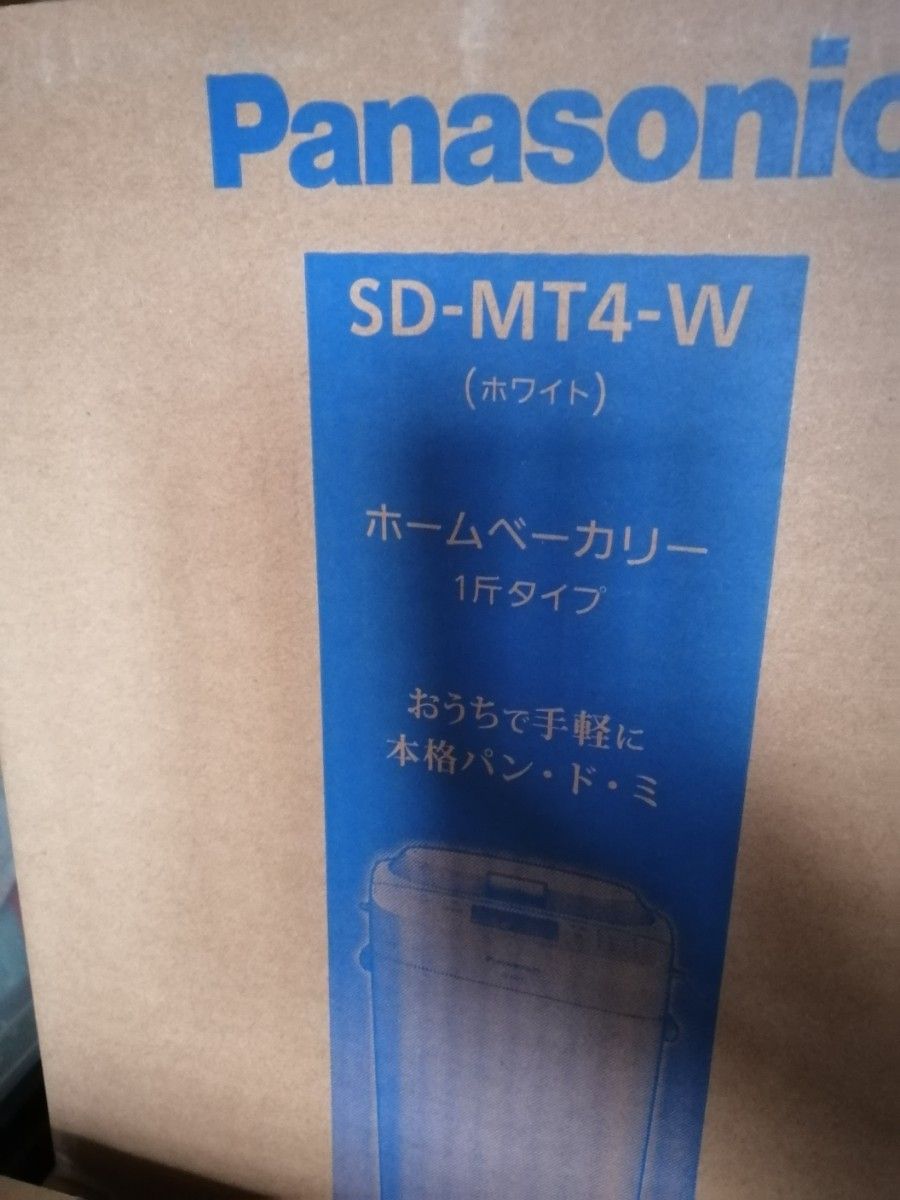 Panasonic
SD-MT4-W
(ホワイト)
ホームベーカリー
1斤タイプ
おうちで手軽に
本格パン・ド・ミ
Panasonic